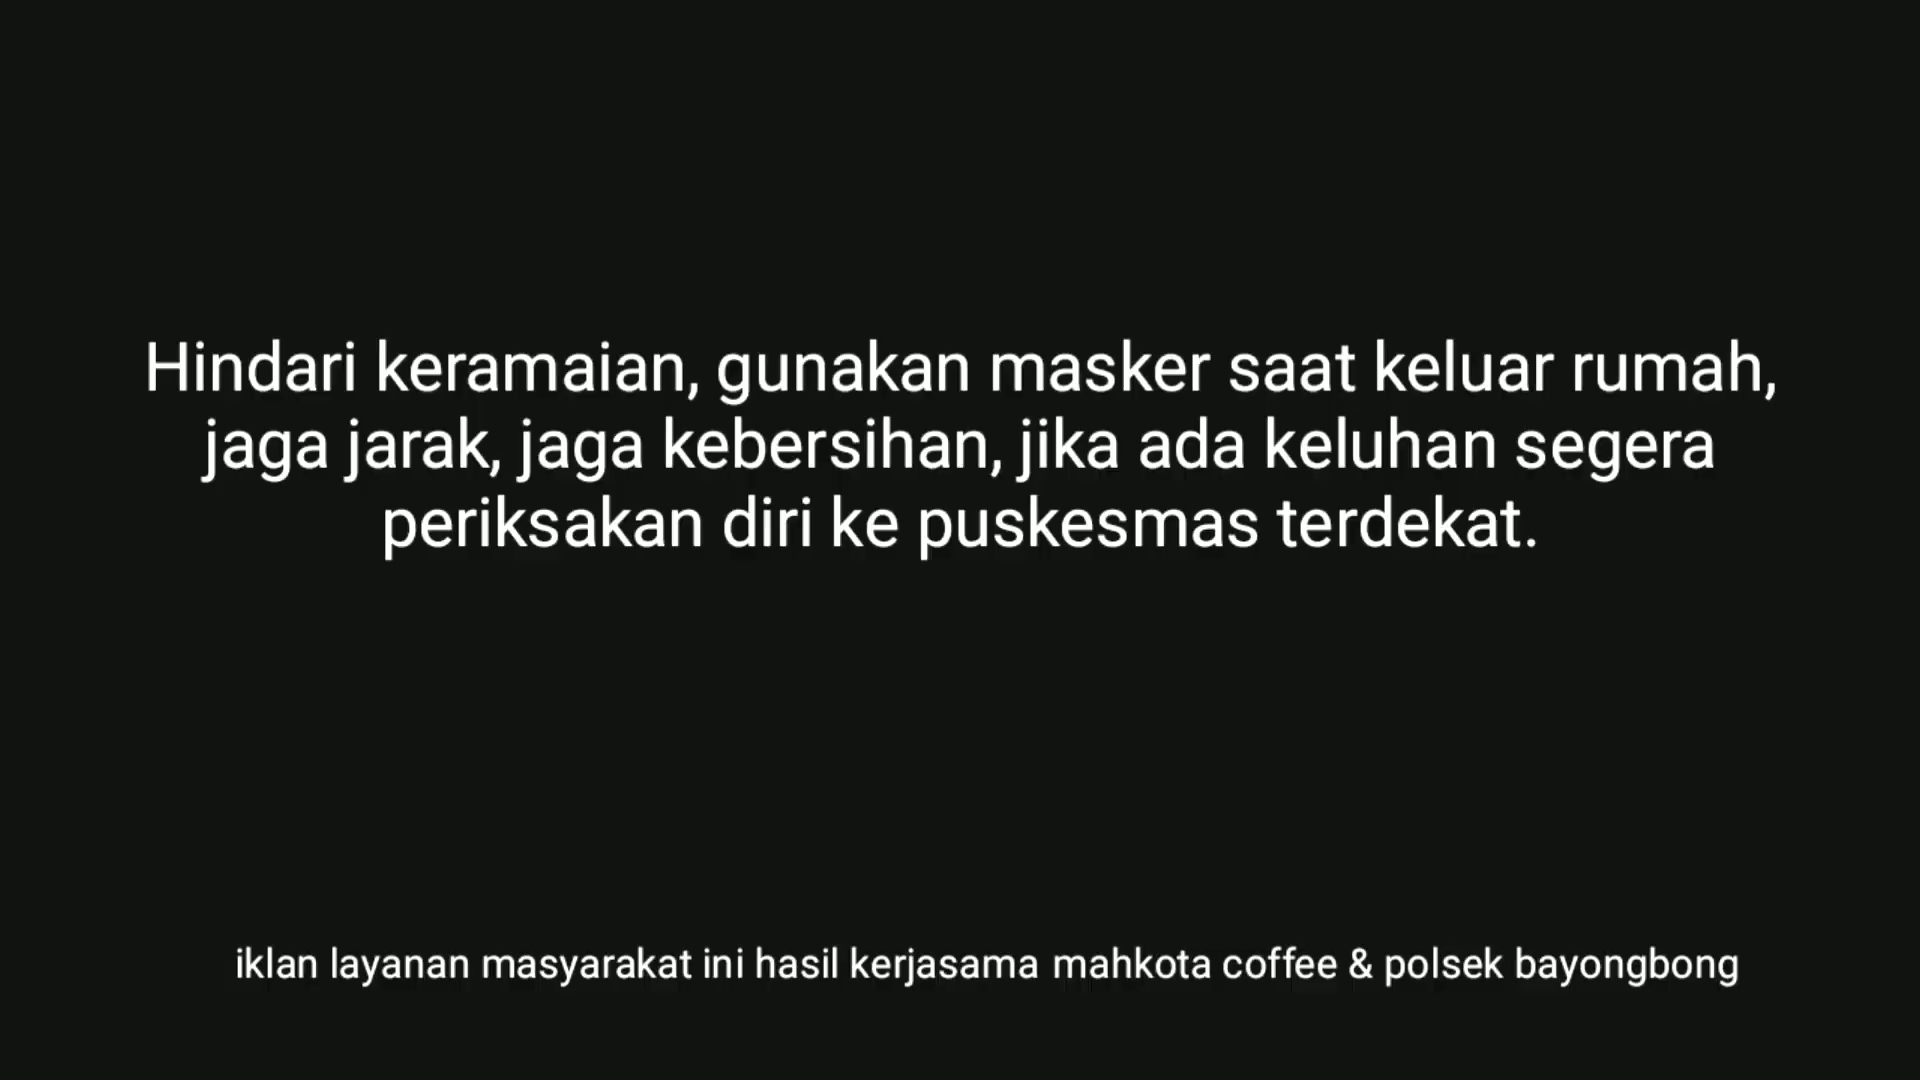 Hindari keramaian, gunakan masker saat keluar rumah,
jaga jarak, jaga kebersihan, jika ada keluhan segera
periksakan diri ke puskesmas terdekat.
iklan layanan masyarakat ini hasil kerjasama mahkota coffee & polsek bayongbong